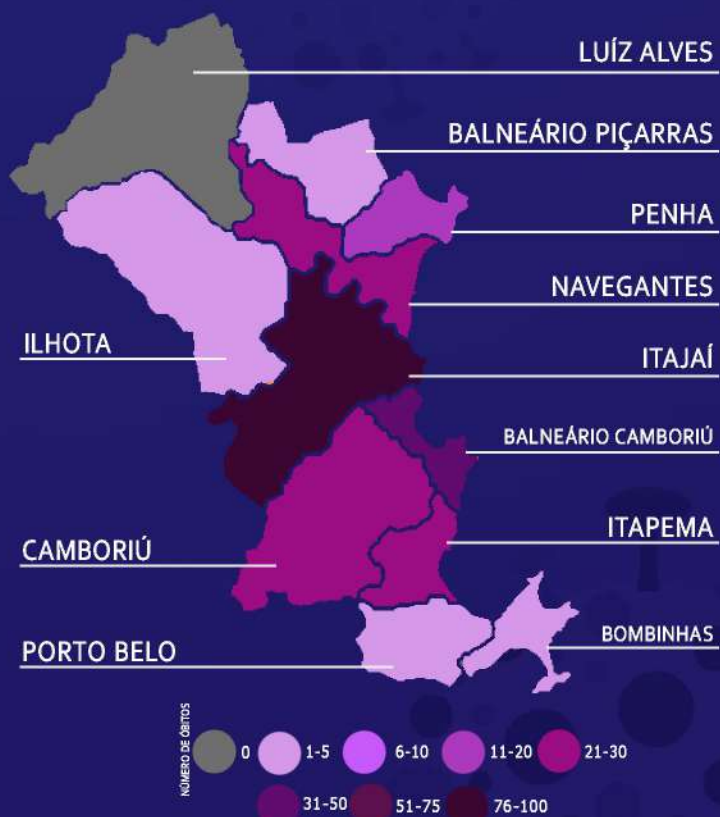 LUÍZ ALVES
BALNEÁRIO PIÇARRAS
PENHA
NAVEGANTES
ILHOTA
ITAJAÍ
BALNEÁRIO CAMBORIÚ
ITAPEMA
CAMBORIÚ
BOMBINHAS
PORTO BELO
NÚMERO DE ÓBITOS
0 1-5 6-10 11-20 21-30
31-50 51-75 76-100